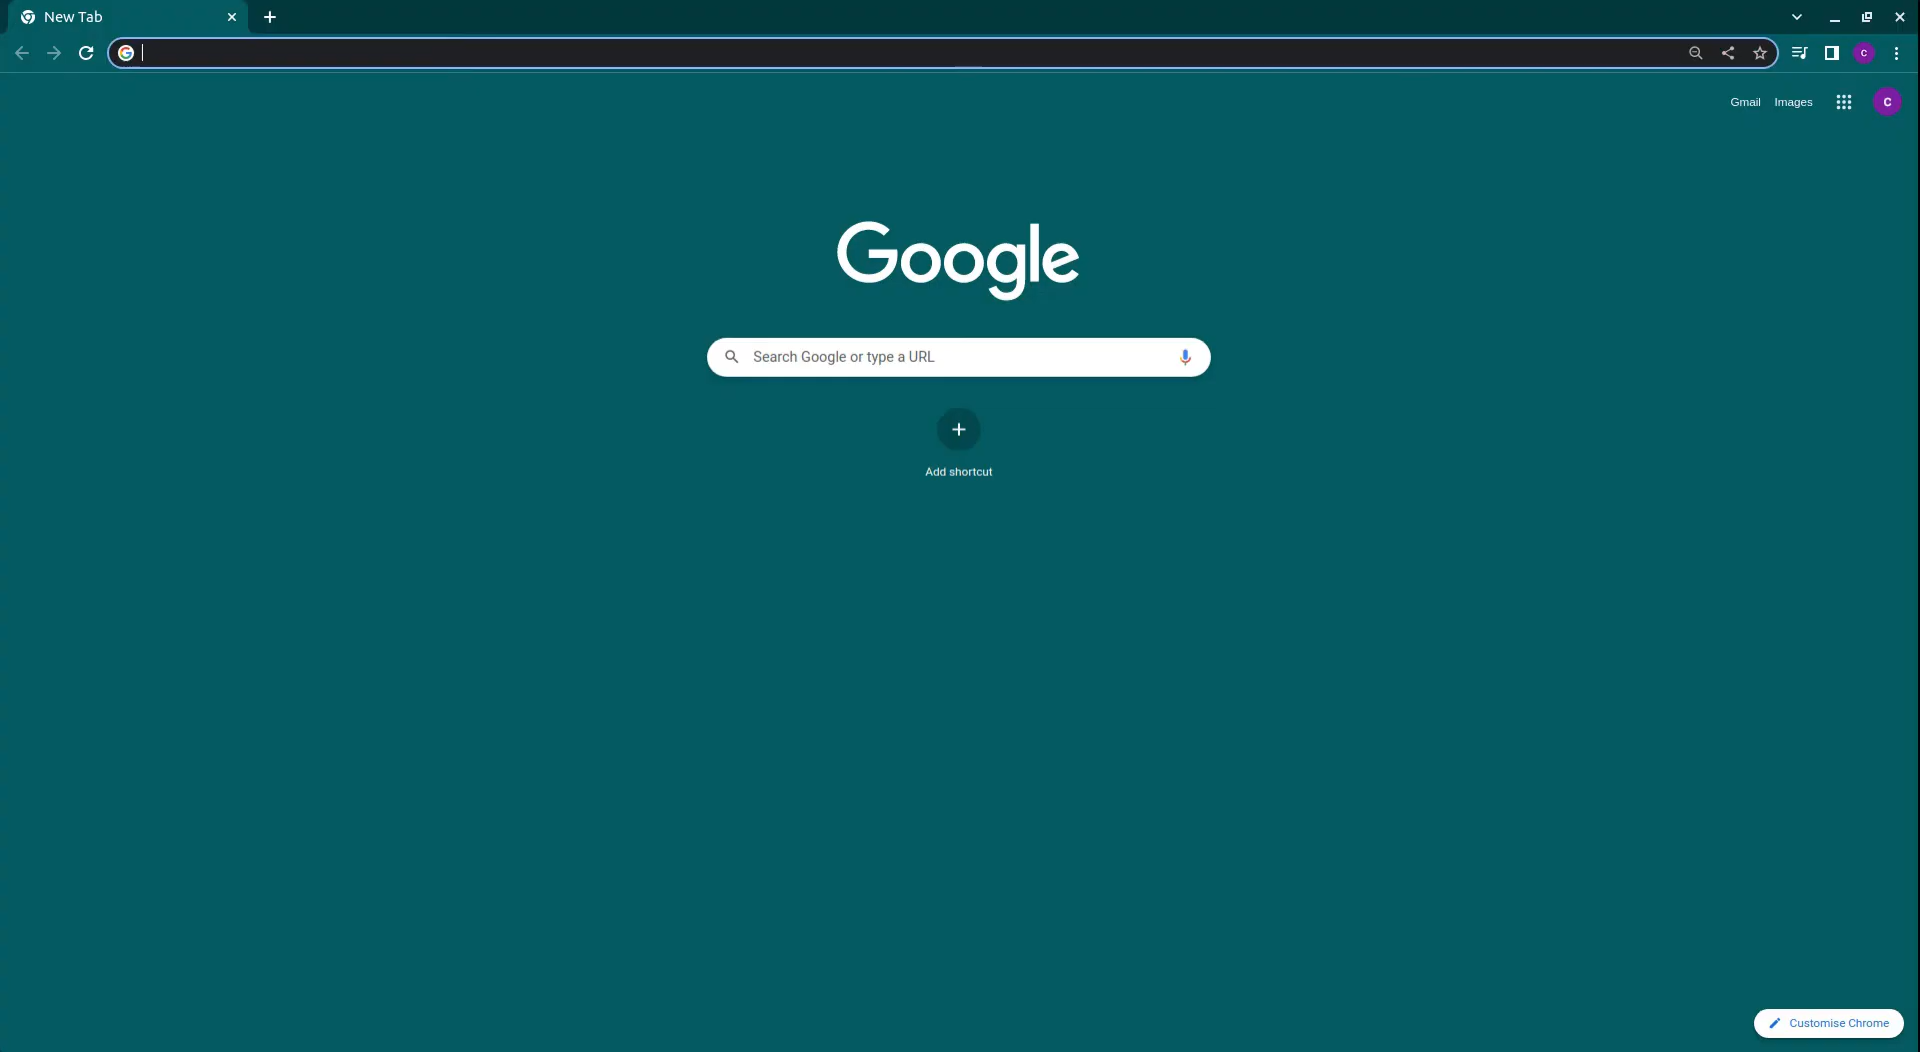 New Tab
Gmail Images
C
Google
Search Google or type a URL
Add shortcut
Customise Chrome